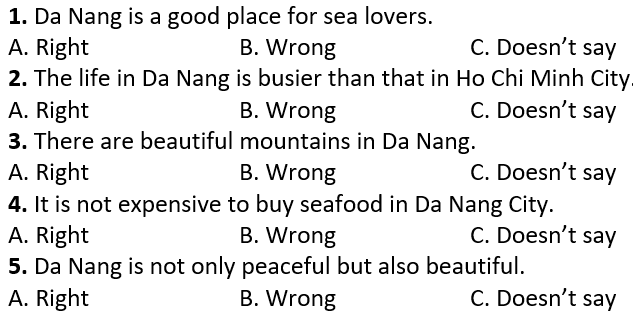 1. Da Nang is a good place for sea lovers.
A. Right B. Wrong C. Doesn’t say
2. The life in Da Nang is busier than that in Ho Chi Minh City.
A. Right B. Wrong C. Doesn’t say
3. There are beautiful mountains in Da Nang.
A. Right B. Wrong C. Doesn’t say
4. It is not expensive to buy seafood in Da Nang City.
A. Right B. Wrong C. Doesn’t say
5. Da Nang is not only peaceful but also beautiful.
A. Right B. Wrong C. Doesn’t say